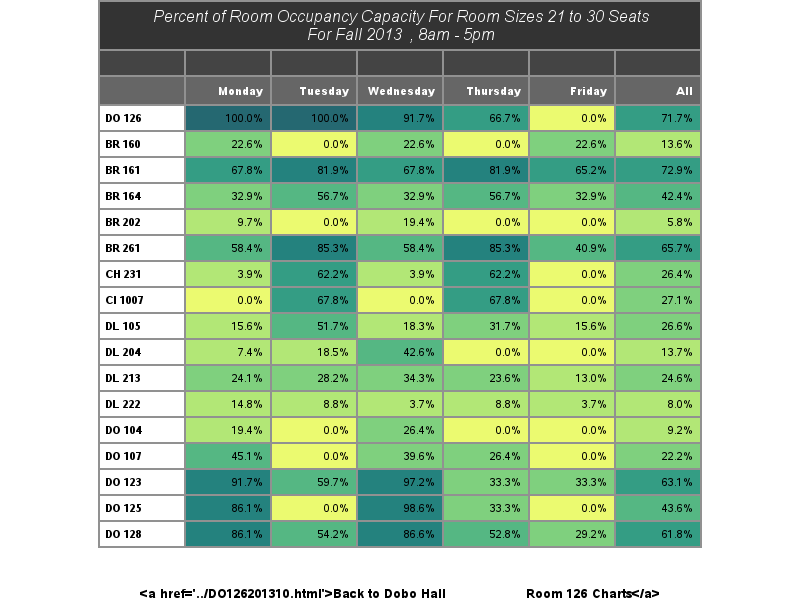 Percent of Room Occupancy Capacity For Room Sizes 21 to 30 Seats
For Fall 2013 , 8am - 5pm
Monday Tuesday Wednesday Thursday Friday All
DO 126 100.0% 100.0% 91.7% 66.7% 0.0% 71.7%
BR 160 22.6% 0.0% 22.6% 0.0% 22.6% 13.6%
BR 161 67.8% 81.9% 67.8% 81.9% 65.2% 72.9%
BR 164 32.9% 56.7% 32.9% 56.7% 32.9% 42.4%
BR 202 9.7% 0.0% 19.4% 0.0% 0.0% 5.8%
BR 261 58.4% 85.3% 58.4% 85.3% 40.9% 65.7%
CH 231 3.9% 62.2% 3.9% 62.2% 0.0% 26.4%
CI 1007 0.0% 67.8% 0.0% 67.8% 0.0% 27.1%
DL 105 15.6% 51.7% 18.3% 31.7% 15.6% 26.6%
DL 204 7.4% 18.5% 42.6% 0.0% 0.0% 13.7%
DL 213 24.1% 28.2% 34.3% 23.6% 13.0% 24.6%
DL 222 14.8% 8.8% 3.7% 8.8% 3.7% 8.0%
DO 104 19.4% 0.0% 26.4% 0.0% 0.0% 9.2%
DO 107 45.1% 0.0% 39.6% 26.4% 0.0% 22.2%
DO 123 91.7% 59.7% 97.2% 33.3% 33.3% 63.1%
DO 125 86.1% 0.0% 98.6% 33.3% 0.0% 43.6%
DO 128 86.1% 54.2% 86.6% 52.8% 29.2% 61.8%
<a href='../DO126201310.html'>Back to Dobo Hall Room 126 Charts</a>